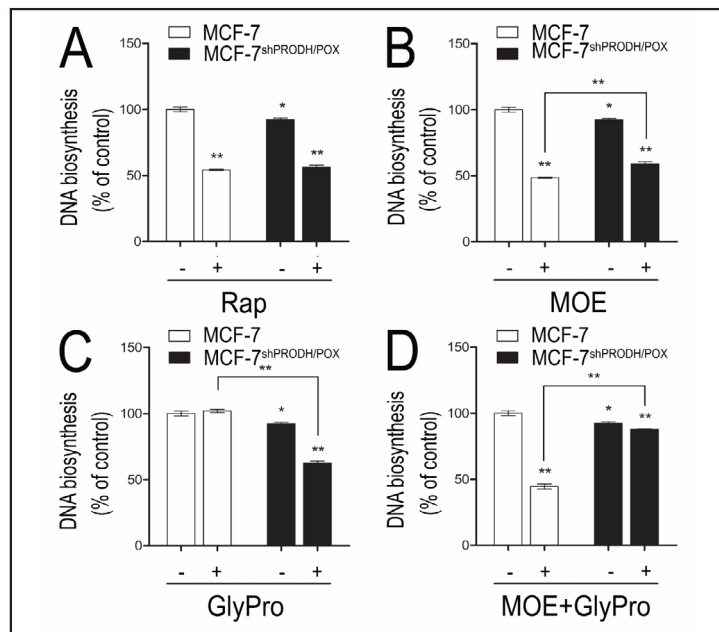 A
MCF-7
MCF-7shPRODH/POX
DNA biosynthesis
(% of control)
150
100
50
0
*
**
**
- + - +
Rap
B
MCF-7
MCF-7shPRODH/POX
DNA biosynthesis
(% of control)
150
100
50
0
**
*
**
**
- + - +
MOE
C
MCF-7
MCF-7shPRODH/POX
DNA biosynthesis
(% of control)
150
100
50
0
**
*
**
- + - +
GlyPro
D
MCF-7
MCF-7shPRODH/POX
DNA biosynthesis
(% of control)
150
100
50
0
**
*
**
**
- + - +
MOE+GlyPro